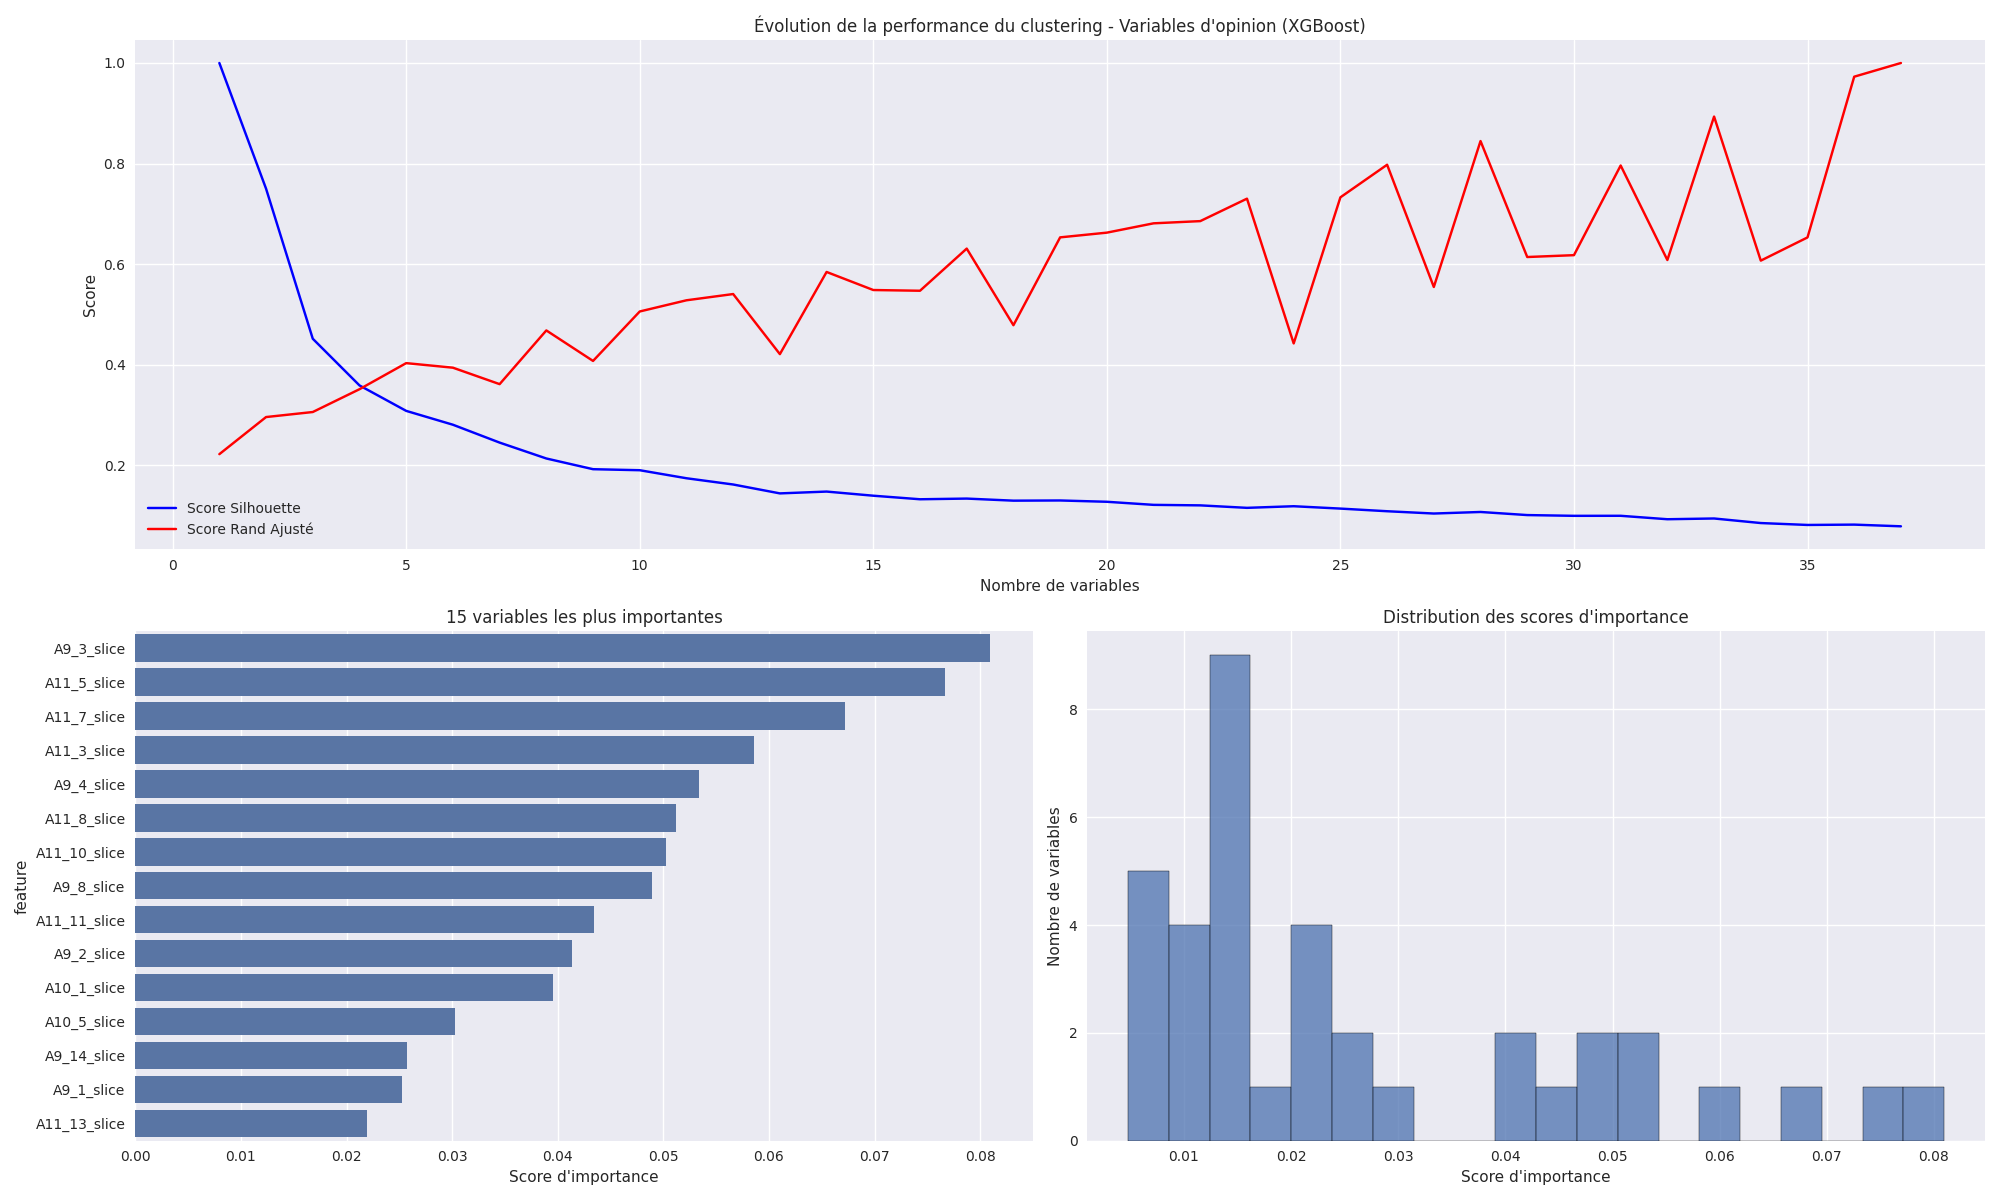 Évolution de la performance du clustering - Variables d'opinion (XGBoost)
1.0
0.8
0.6
0.4
0.2
Score
Score Silhouette
Score Rand Ajusté
0 5 10 15 20 25 30 35
Nombre de variables
15 variables les plus importantes
feature
A9_3_slice
A11_5_slice
A11_7_slice
A11_3_slice
A9_4_slice
A11_8_slice
A11_10_slice
A9_8_slice
A11_11_slice
A9_2_slice
A10_1_slice
A10_5_slice
A9_14_slice
A9_1_slice
A11_13_slice
0.00 0.01 0.02 0.03 0.04 0.05 0.06 0.07 0.08
Score d'importance
Distribution des scores d'importance
Nombre de variables
8
6
4
2
0
0.01 0.02 0.03 0.04 0.05 0.06 0.07 0.08
Score d'importance